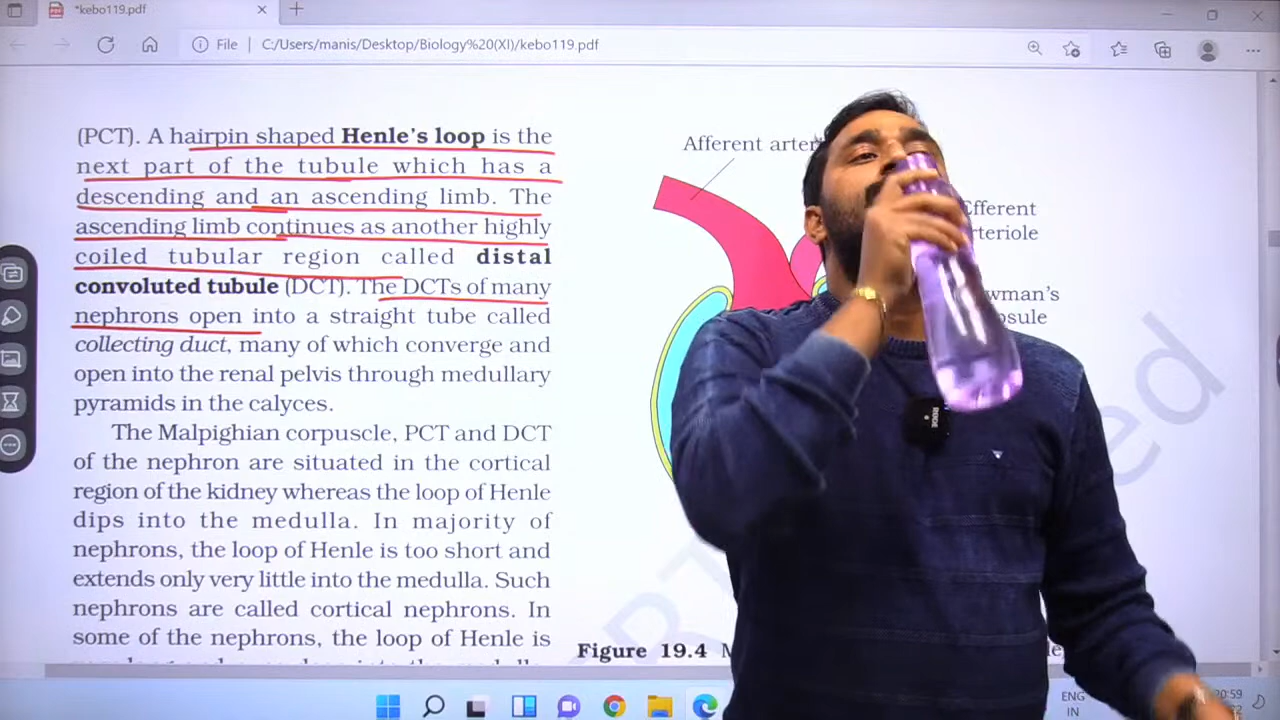 *kebo119.pdf
File
C:/Users/manis/Desktop/Biology%20(XI)/kebo119.pdf
(PCT). A hairpin shaped Henle's loop is the
next part of the tubule which has a
descending and an ascending limb. The
ascending limb continues as another highly
coiled tubular region called distal
convoluted tubule (DCT). The DCTs of many
nephrons open into a straight tube called
collecting duct, many of which converge and
open into the renal pelvis through medullary
pyramids in the calyces.
The Malpighian corpuscle, PCT and DCT
of the nephron are situated in the cortical
region of the kidney whereas the loop of Henle
dips into the medulla. In majority of
nephrons, the loop of Henle is too short and
extends only very little into the medulla. Such
nephrons are called cortical nephrons. In
some of the nephrons, the loop of Henle is
Afferent
Efferent
RODE
Figure 19.4
ENG
IN
20:59